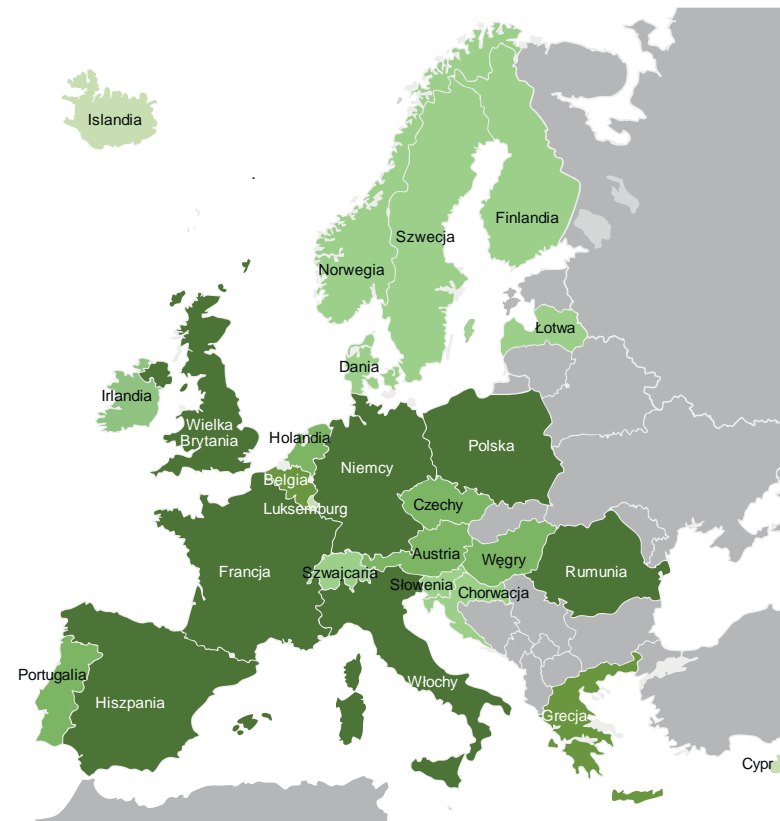 Islandia
Finlandia
Szwecja
Norwegia
Łotwa
Dania
Irlandia
Wielka
Brytania
Holandia
Polska
Niemcy
Belgia
Czechy
Luksemburg
Austria
Węgry
Francja
Szwajcaria
Rumunia
Słowenia
Chorwacja
Portugalia
Włochy
Hiszpania
Grecja
Cypr